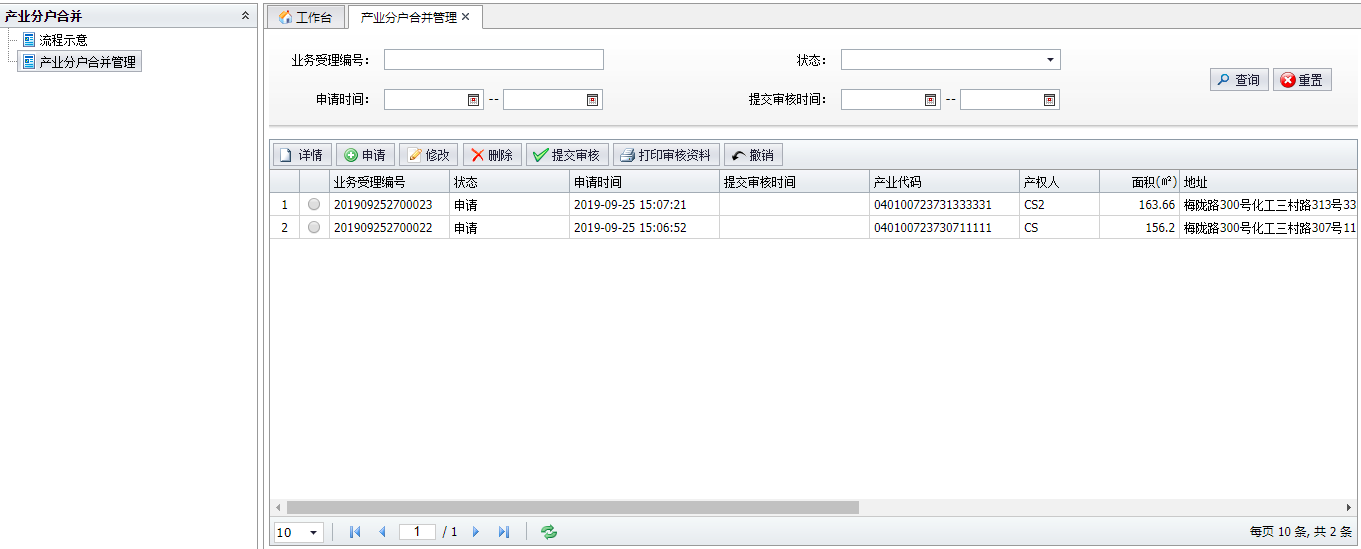 产业分户合并
流程示意
产业分户合并管理
工作台 产业分户合并管理
业务受理编号: 状态:
查询 重置
申请时间: -- 提交审核时间: --
详情 申请 修改 删除 提交审核 打印审核资料 撤销
业务受理编号 状态 申请时间 提交审核时间 产业代码 产权人 面积(㎡) 地址
1 201909252700023 申请 2019-09-25 15:07:21 040100723731333331 CS2 163.66 梅陇路300号化工三村路313号33
2 201909252700022 申请 2019-09-25 15:06:52 040100723730711111 CS 156.2 梅陇路300号化工三村路307号11
10 1 / 1 每页 10 条, 共 2 条